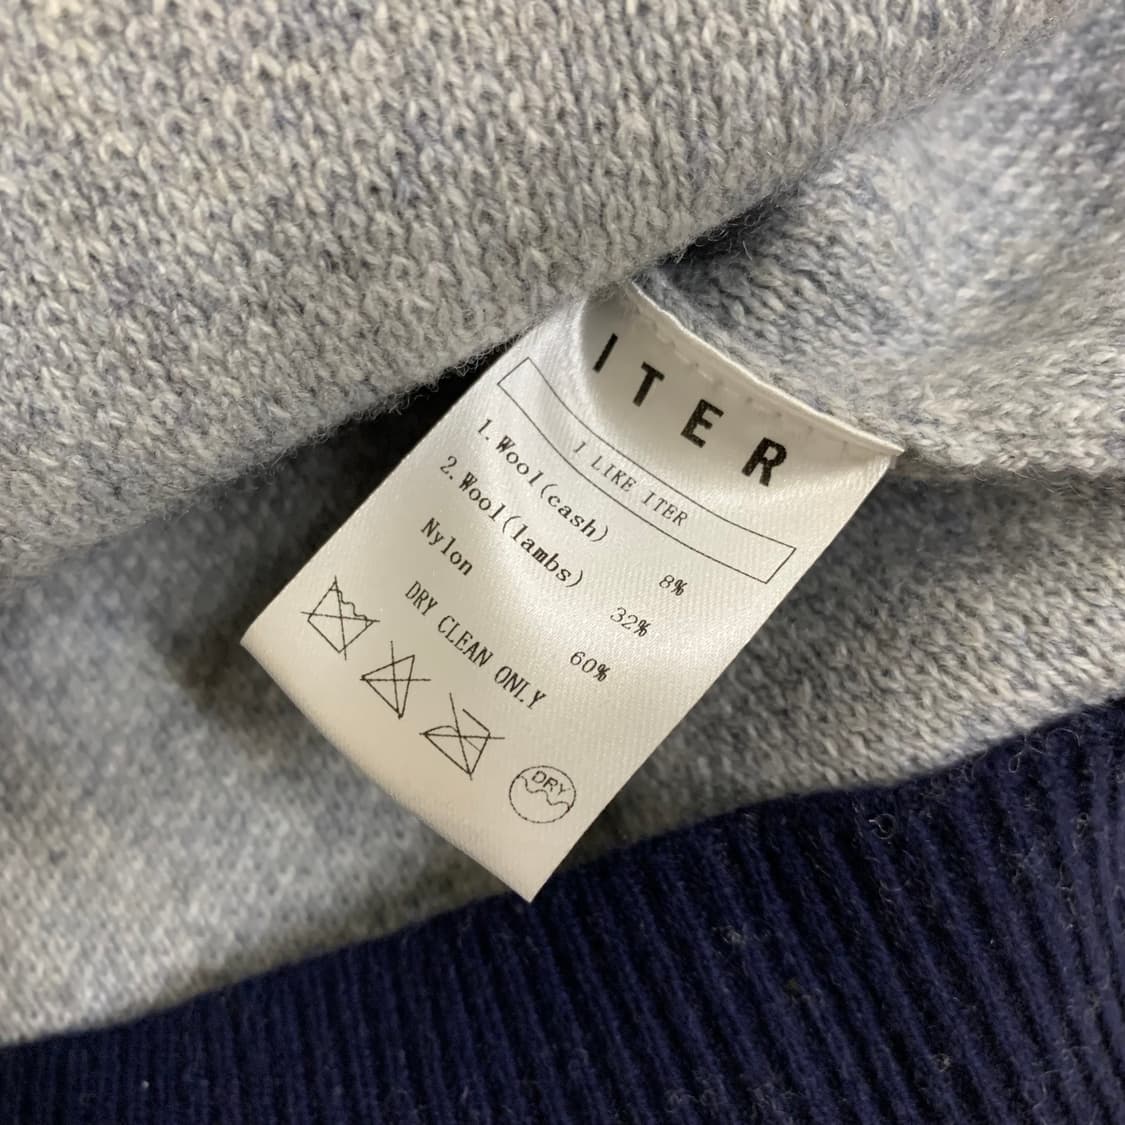 ITER
I LIKE ITER
1. Wool(cash) 8%
2. Wool(lambs) 32%
Nylon 60%
DRY CLEAN ONLY
DRY